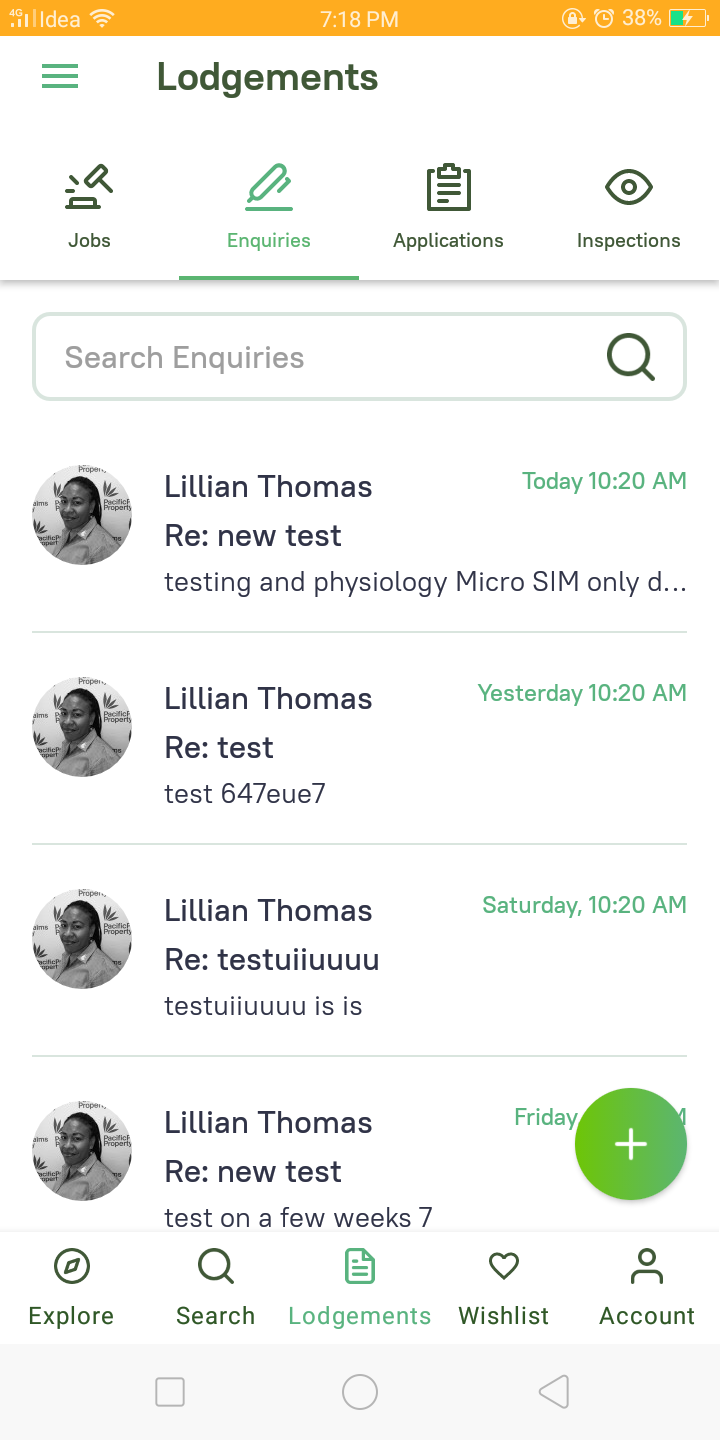 4G Idea 7:18 PM 38%
Lodgements
Jobs Enquiries Applications Inspections
Search Enquiries
Lillian Thomas Today 10:20 AM
Re: new test
testing and physiology Micro SIM only d...
Lillian Thomas Yesterday 10:20 AM
Re: test
test 647eue7
Lillian Thomas Saturday, 10:20 AM
Re: testuiiuuuu
testuiiuuuu is is
Lillian Thomas Friday
Re: new test
test on a few weeks 7
Explore Search Lodgements Wishlist Account